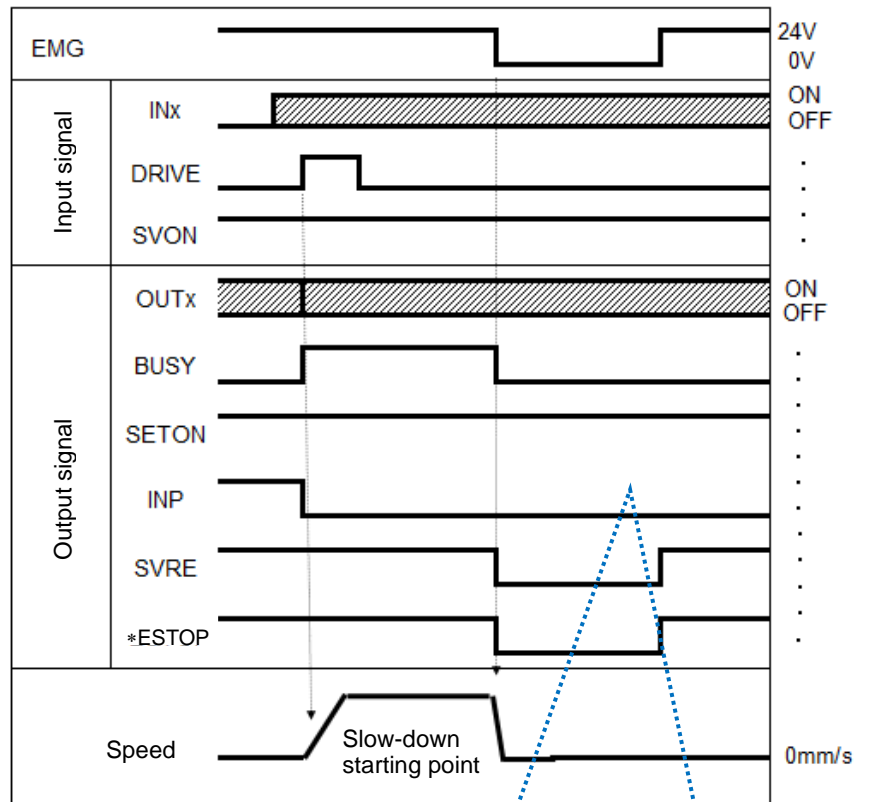 EMG
24V
0V
Input signal
INx
ON
OFF
DRIVE
SVON
Output signal
OUTx
ON
OFF
BUSY
SETON
INP
SVRE
*ESTOP
Speed
Slow-down
starting point
0mm/s